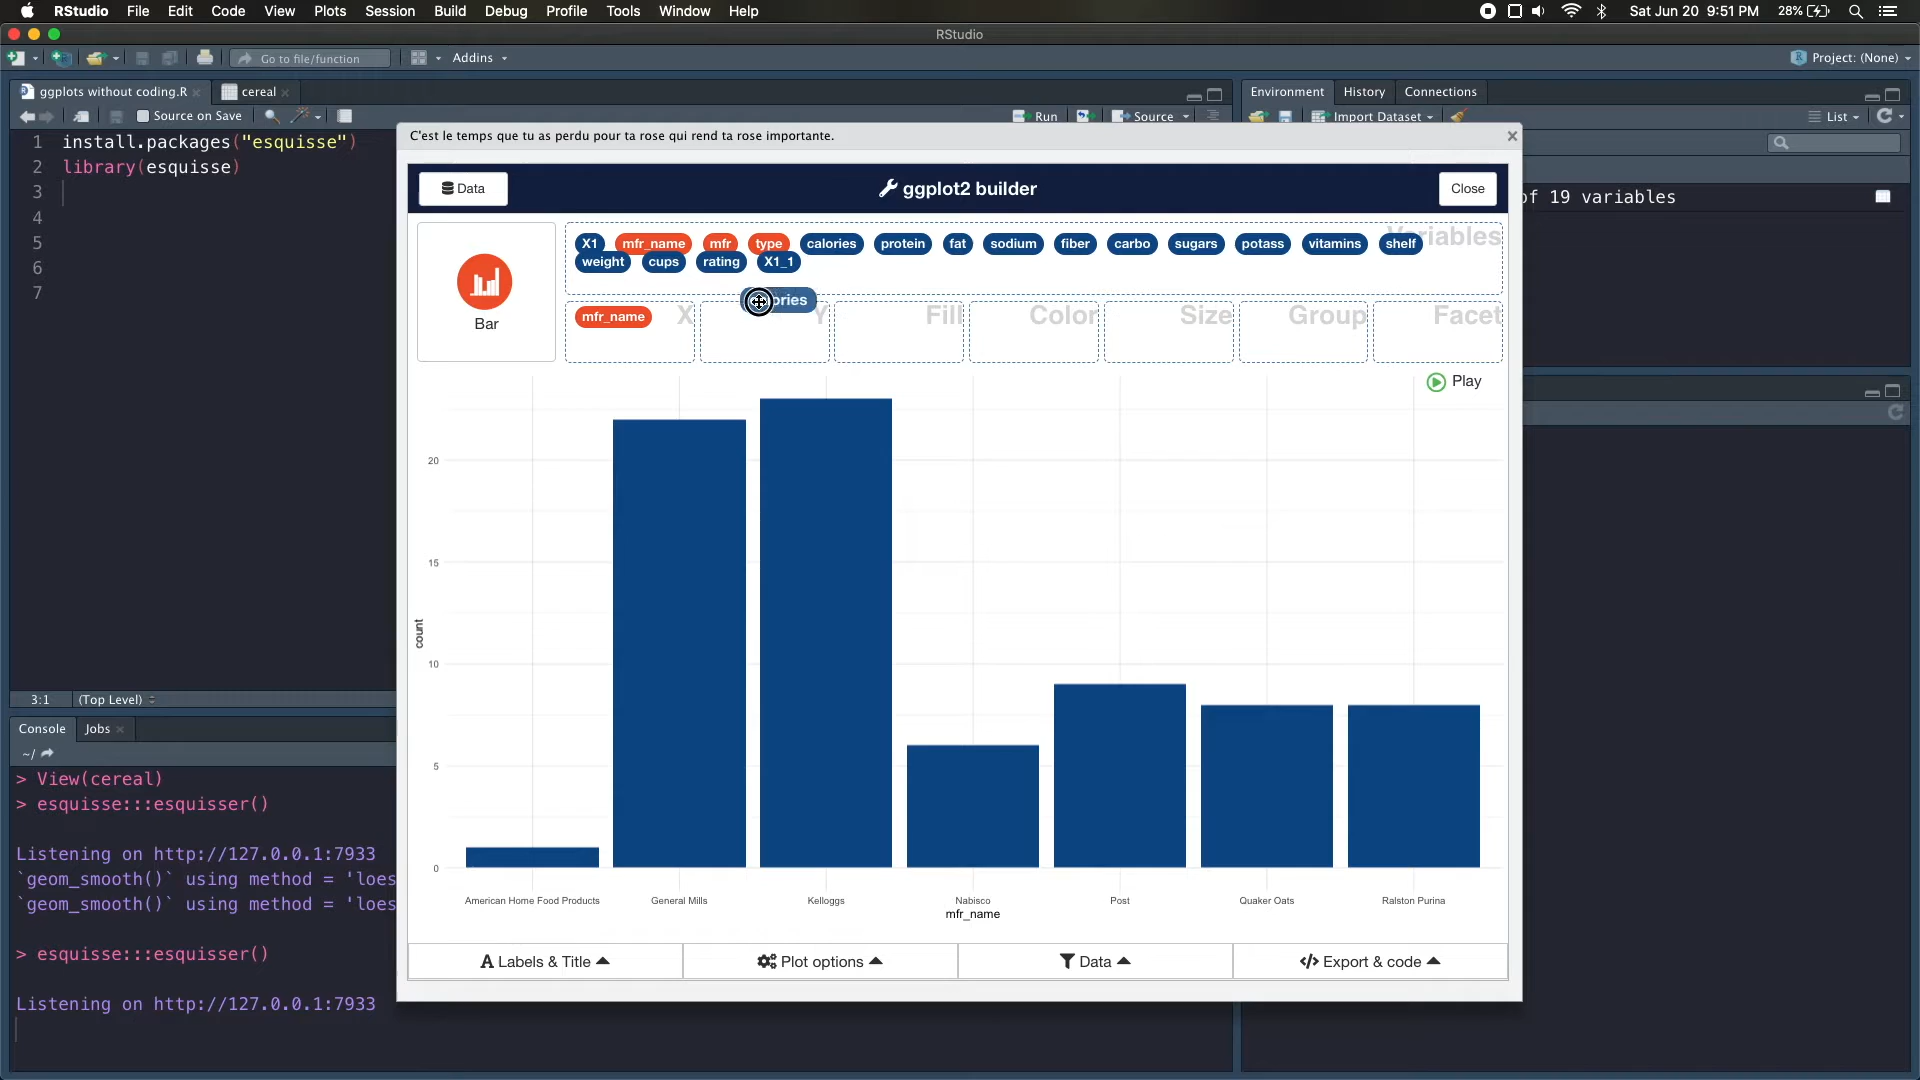 RStudio File Edit Code View Plots Session Build Debug Profile Tools Window Help Sat Jun 20 9:51 PM 28%
RStudio
Go to file/function Addins Project: (None)
ggplots without coding.R cereal
Source on Save Run Source
1 install.packages("esquisse")
2 library(esquisse)
3
4
5
6
7
3:1 (Top Level)
Environment History Connections
Import Dataset List
of 19 variables
C'est le temps que tu as perdu pour ta rose qui rend ta rose importante.
Data ggplot2 builder Close
Bar
X1 mfr_name mfr type calories protein fat sodium fiber carbo sugars potass vitamins shelf
weight cups rating X1_1
mfr_name X Y Fill Color Size Group Facet
Play
20
15
10
5
0
count
American Home Food Products General Mills Kelloggs Nabisco Post Quaker Oats Ralston Purina
mfr_name
Labels & Title Plot options Data Export & code
Console Jobs
~/
> View(cereal)
> esquisse:::esquisser()
Listening on http://127.0.0.1:7933
`geom_smooth()` using method = 'loes
`geom_smooth()` using method = 'loes
> esquisse:::esquisser()
Listening on http://127.0.0.1:7933